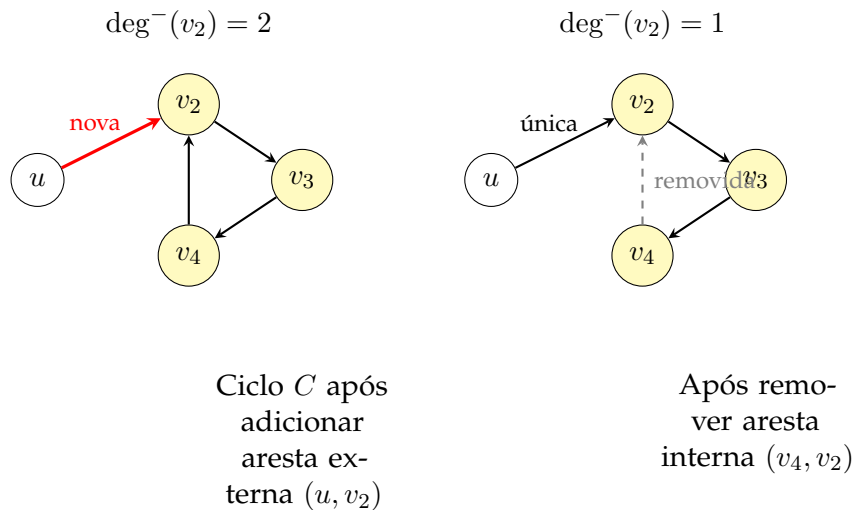 deg⁻(v₂) = 2
v₂
nova
u
v₃
v₄
Ciclo C após
adicionar
aresta ex-
terna (u, v₂)
deg⁻(v₂) = 1
v₂
única
u
removida
v₃
v₄
Após remo-
ver aresta
interna (v₄, v₂)